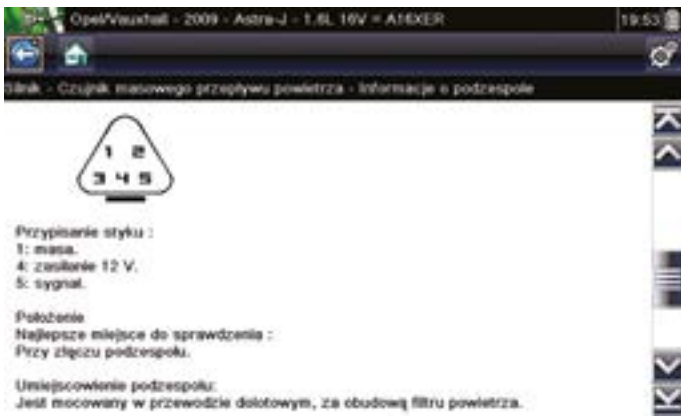 Opel/Vauxhall - 2009 - Astra-J - 1.6L 16V = A16XER
19:53
Silnik - Czujnik masowego przepływu powietrza - Informacje o podzespole
1 2
3 4 5
Przypisanie styku :
1: masa.
4: zasilanie 12 V.
5: sygnał.
Położenie
Najlepsze miejsce do sprawdzenia :
Przy złączu podzespołu.
Umiejscowienie podzespołu:
Jest mocowany w przewodzie dolotowym, za obudową filtru powietrza.